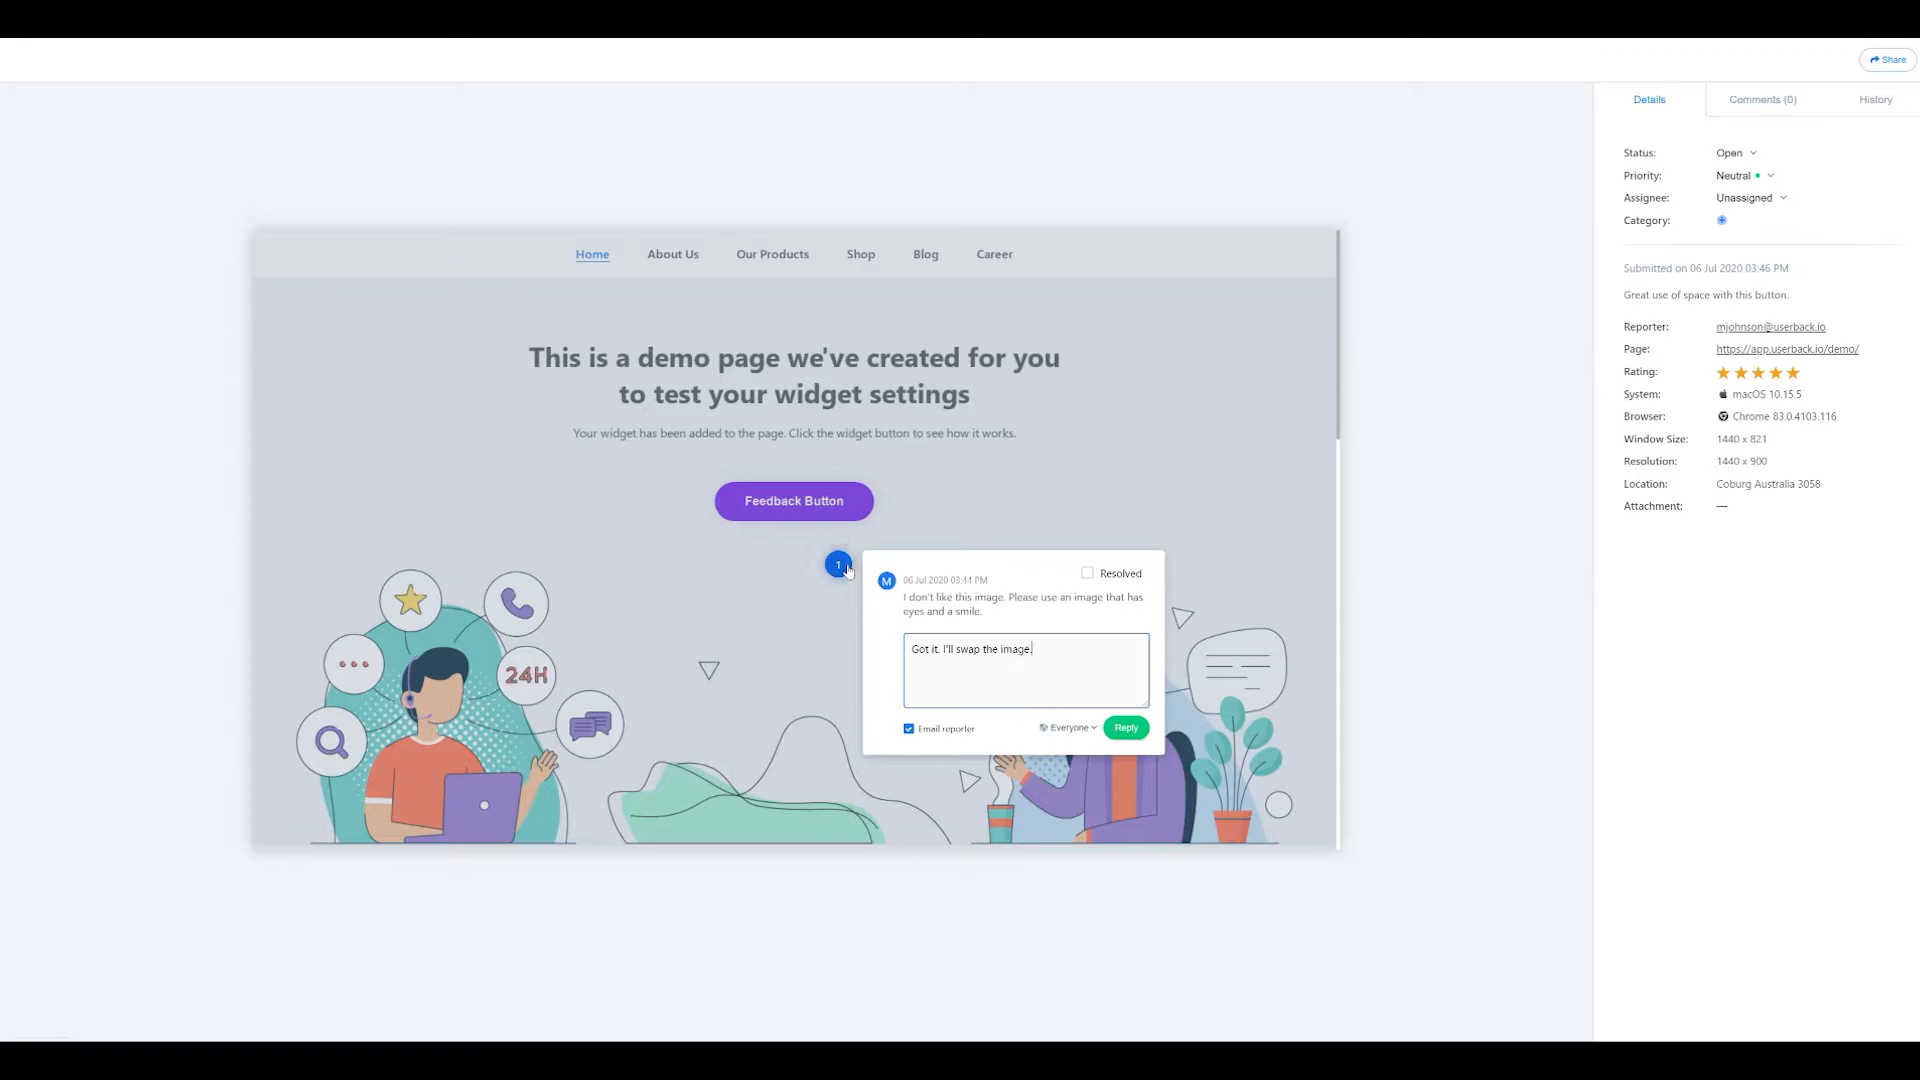 Share
Details
Comments (0)
History
Status: Open
Priority: Neutral
Assignee: Unassigned
Category:
Submitted on 06 Jul 2020 03:46 PM
Great use of space with this button.
Reporter: mjohnson@userback.io
Page: https://app.userback.io/demo/
Rating:
System: macOS 10.15.5
Browser: Chrome 83.0.4103.116
Window Size: 1440 x 821
Resolution: 1440 x 900
Location: Coburg Australia 3058
Attachment: —
Home About Us Our Products Shop Blog Career
This is a demo page we've created for you
to test your widget settings
Your widget has been added to the page. Click the widget button to see how it works.
Feedback Button
1
M
06 Jul 2020 03:44 PM
Resolved
I don't like this image. Please use an image that has
eyes and a smile.
Got it. I'll swap the image.
Email reporter
Everyone
Reply
24H